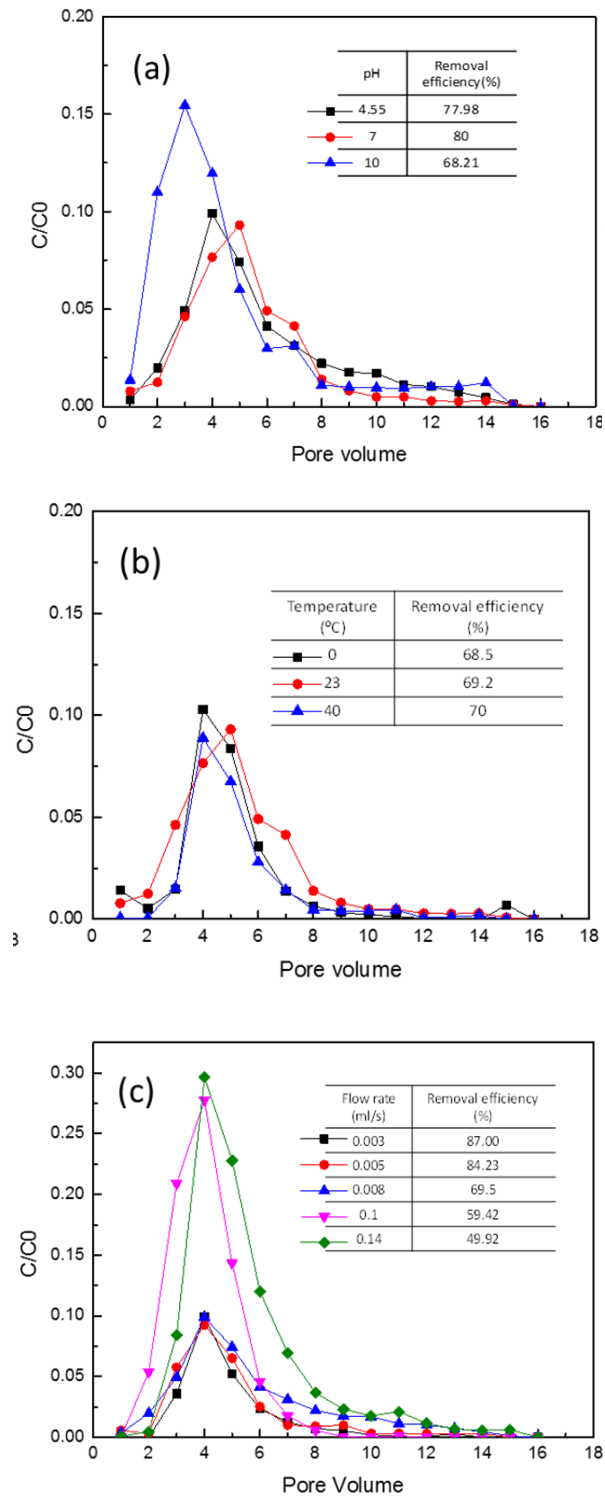 0.20
(a)
pH Removal efficiency(%)
4.55 77.98
7 80
10 68.21
0.15
0.10
0.05
0.00
C/C0
0 2 4 6 8 10 12 14 16 18
Pore volume
0.20
(b)
Temperature (°C) Removal efficiency (%)
0 68.5
23 69.2
40 70
0.15
0.10
0.05
0.00
C/C0
0 2 4 6 8 10 12 14 16 18
Pore volume
0.30
(c)
Flow rate (ml/s) Removal efficiency (%)
0.003 87.00
0.005 84.23
0.008 69.5
0.1 59.42
0.14 49.92
0.25
0.20
0.15
0.10
0.05
0.00
C/C0
0 2 4 6 8 10 12 14 16 18
Pore Volume